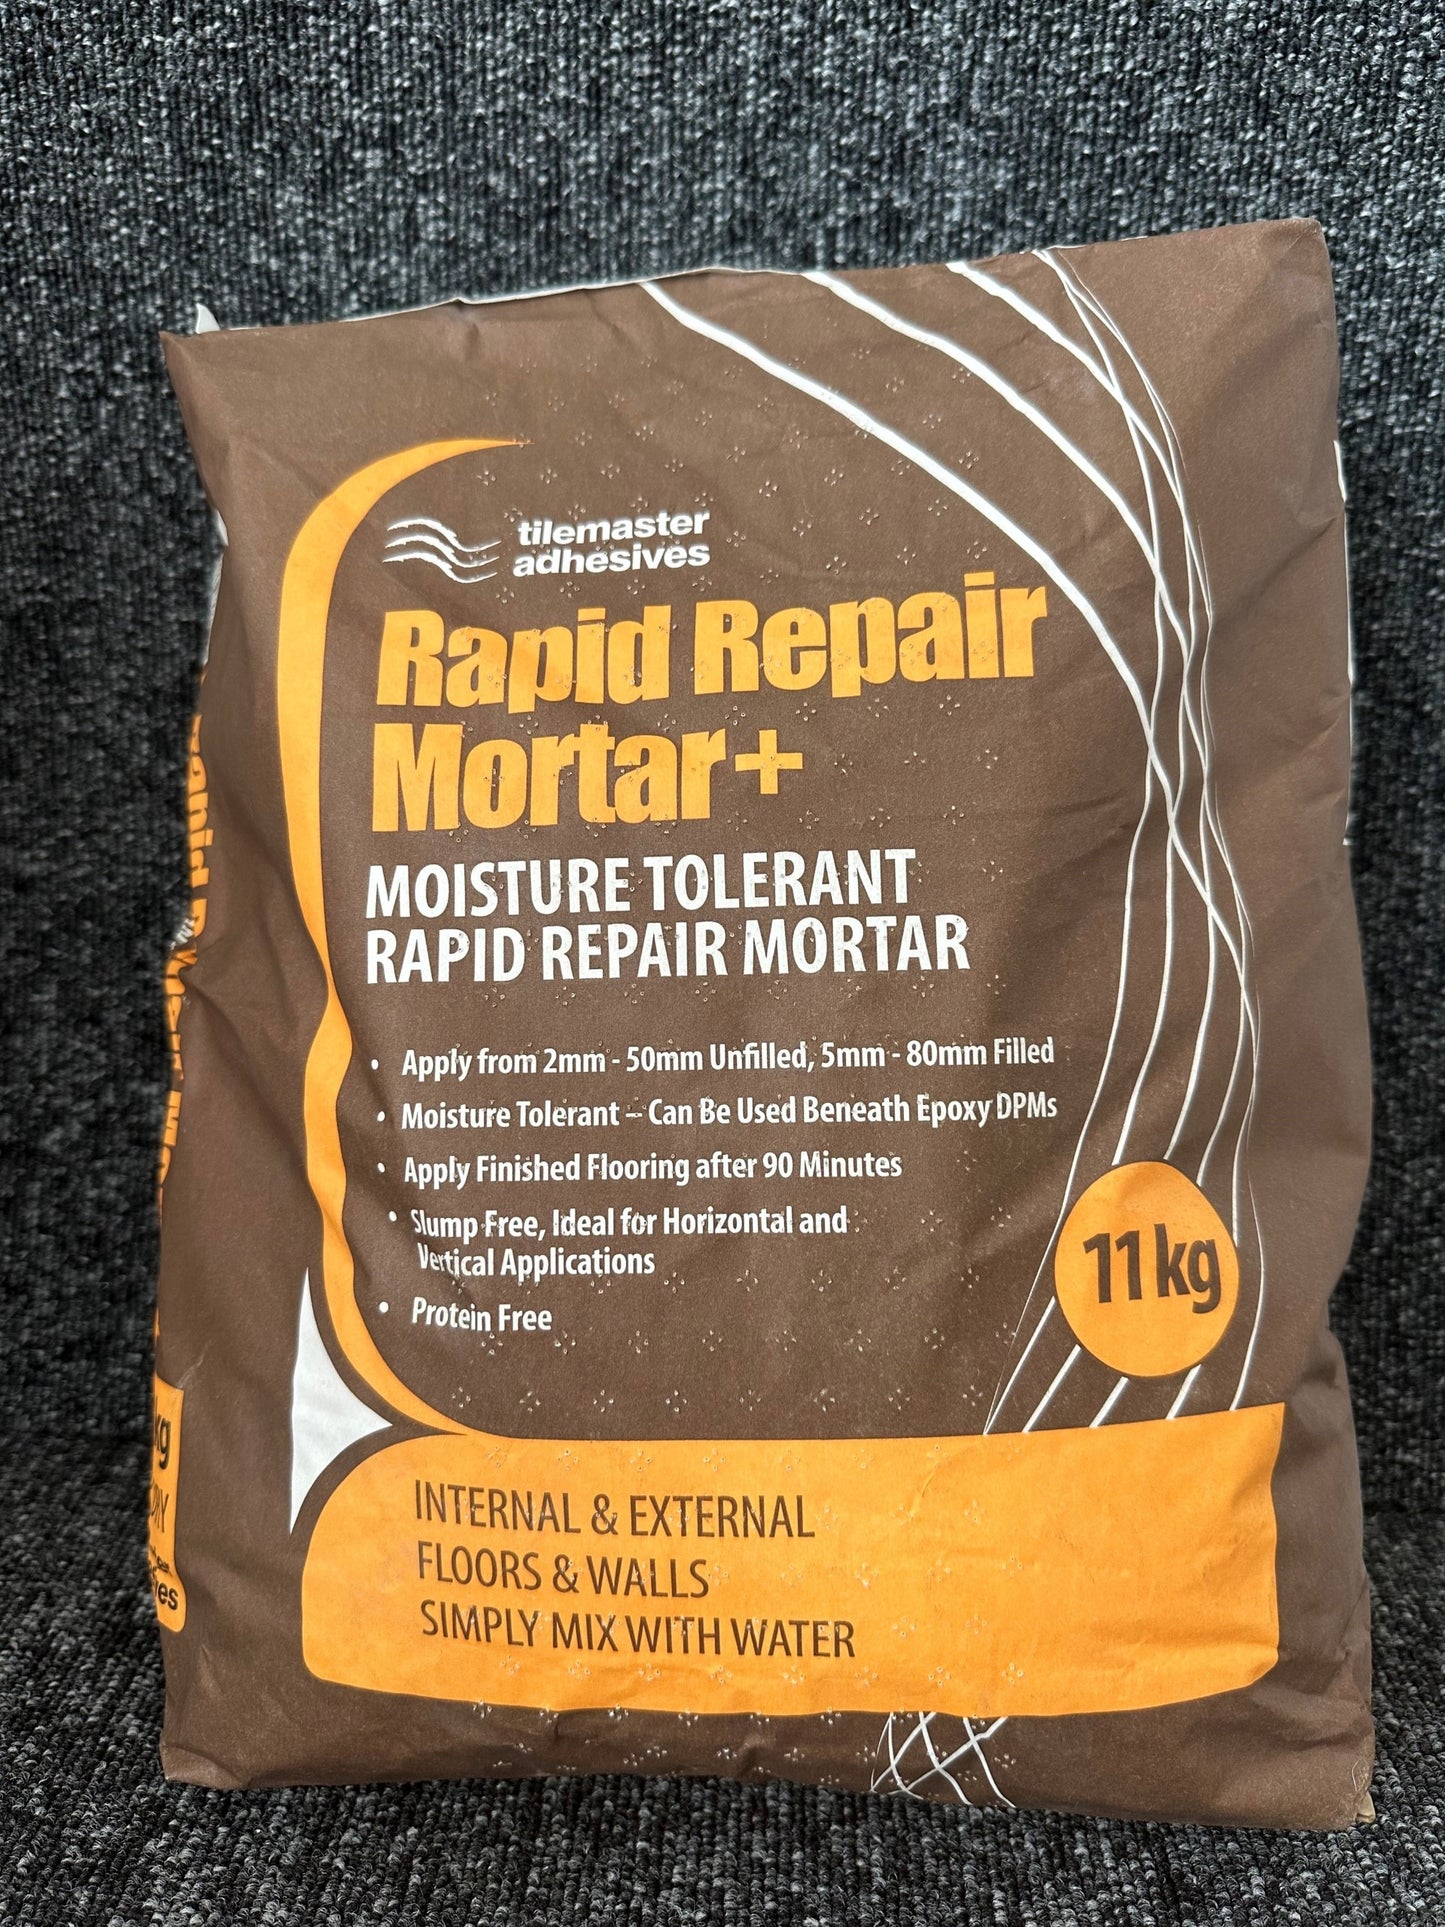 tilemaster
adhesives
Rapid Repair
Mortar+
MOISTURE TOLERANT
RAPID REPAIR MORTAR
• Apply from 2mm - 50mm Unfilled, 5mm - 80mm Filled
• Moisture Tolerant – Can Be Used Beneath Epoxy DPMs
• Apply Finished Flooring after 90 Minutes
• Slump Free, Ideal for Horizontal and
Vertical Applications
• Protein Free
11kg
INTERNAL & EXTERNAL
FLOORS & WALLS
SIMPLY MIX WITH WATER
kg